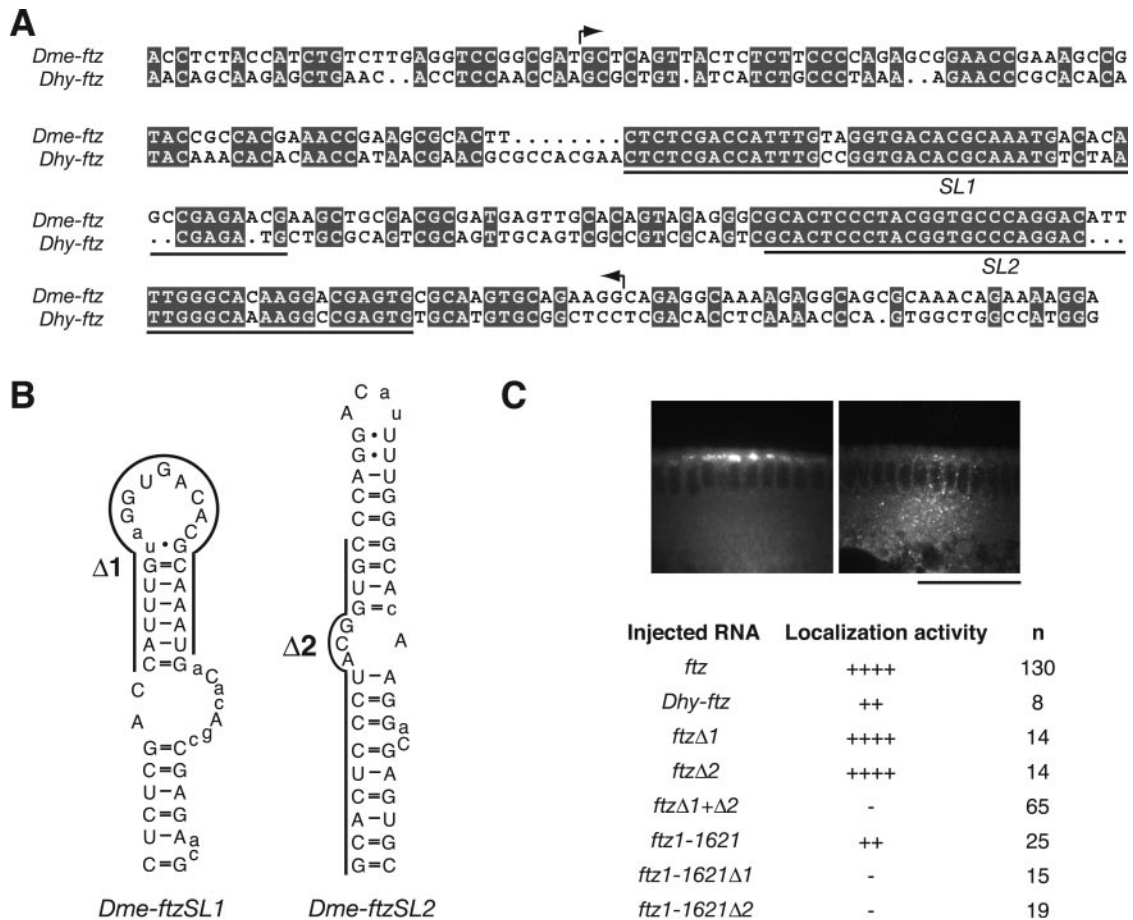 A
Dme-ftz ACCTCTACCATCTGTCTTGAGGTCCGGCGATGCTCAGTTACTCTCTTCCCCAGAGCGGAACCGAAAGCCG
Dhy-ftz AACAGCAAGAGCTGAAC..ACCTCCAACCAAGCGCTGT.ATCATCTGCCCTAAA..AGAACCCGCACACA
Dme-ftz TACCGCCACGAAACCGAAGCGCACTT........CTCTCGACCATTTGTAGGTGACACGCAAATGACACA
Dhy-ftz TACAAACACACAACCATAACGAACGCGCCACGAACTCTCGACCATTTGCCGGTGACACGCAAATGTCTAA
SL1
Dme-ftz GCCGAGAACGAAGCTGCGACGCGATGAGTTGCACAGTAGAGGGCGCACTCCCTACGGTGCCCAGGACATT
Dhy-ftz ..CGAGA.TGCTGCGCAGTCGCAGTTGCAGTCGCCGTCGCAGTCGCACTCCCTACGGTGCCCAGGAC...
SL2
Dme-ftz TTGGGCACAAGGACGAGTGCGCAAGTGCAGAAGGCAGAGGCAAAAGAGGCAGCGCAAACAGAAAAGGA
Dhy-ftz TTGGGCAAAAGGCCGAGTGTGCATGTGCGGCTCCTCGACACCTCAAAACCCA.GTGGCTGGCCATGGG
B
Δ1
Dme-ftzSL1
Δ2
Dme-ftzSL2
C
Injected RNA Localization activity n
ftz ++++ 130
Dhy-ftz ++ 8
ftzΔ1 ++++ 14
ftzΔ2 ++++ 14
ftzΔ1+Δ2 - 65
ftz1-1621 ++ 25
ftz1-1621Δ1 - 15
ftz1-1621Δ2 - 19